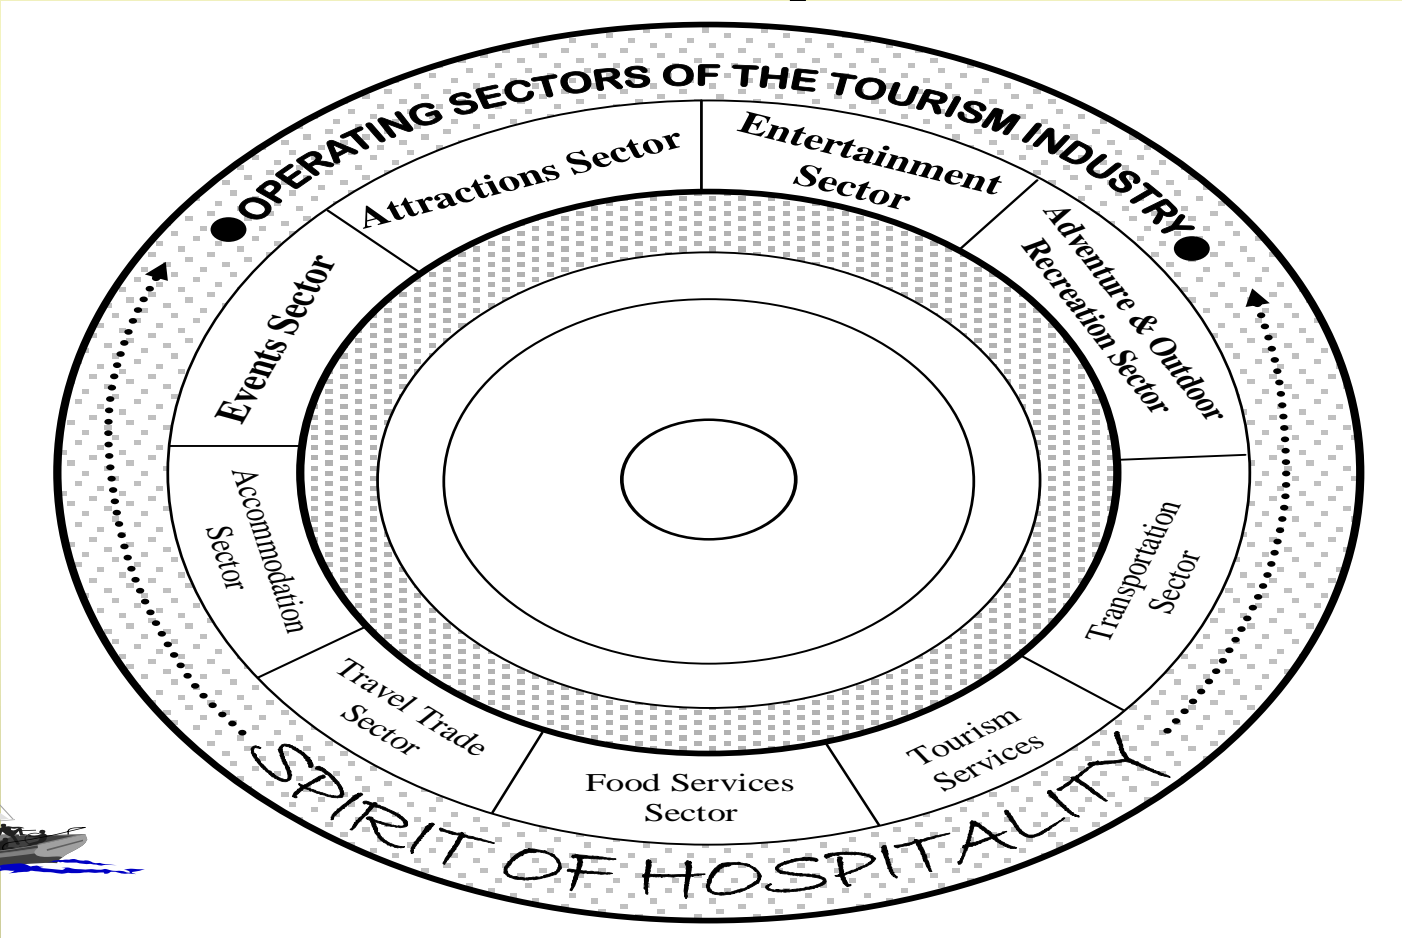 OPERATING SECTORS OF THE TOURISM INDUSTRY
Attractions Sector
Entertainment
Sector
Adventure & Outdoor
Recreation Sector
Transportation
Sector
Tourism
Services
Food Services
Sector
Travel Trade
Sector
Accommodation
Sector
Events Sector
SPIRIT OF HOSPITALITY